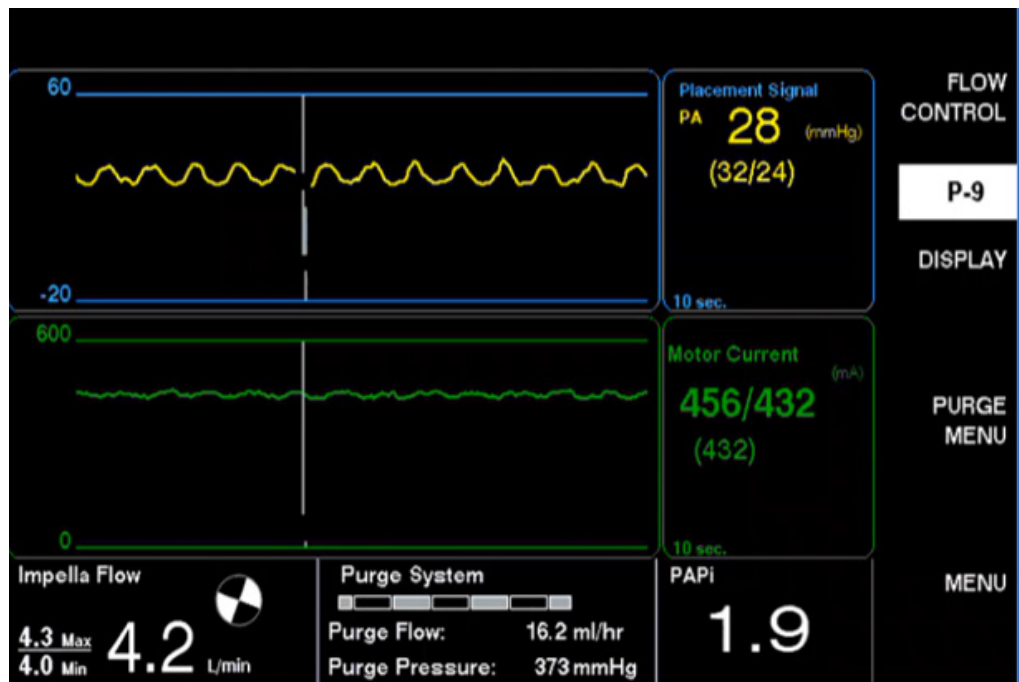 60
-20
Placement Signal
PA 28 (mmHg)
(32/24)
10 sec.
600
0
Motor Current
(mA)
456/432
(432)
10 sec.
Impella Flow
4.3 Max
4.0 Min
4.2 L/min
Purge System
Purge Flow: 16.2 ml/hr
Purge Pressure: 373 mmHg
PAPi
1.9
FLOW
CONTROL
P-9
DISPLAY
PURGE
MENU
MENU